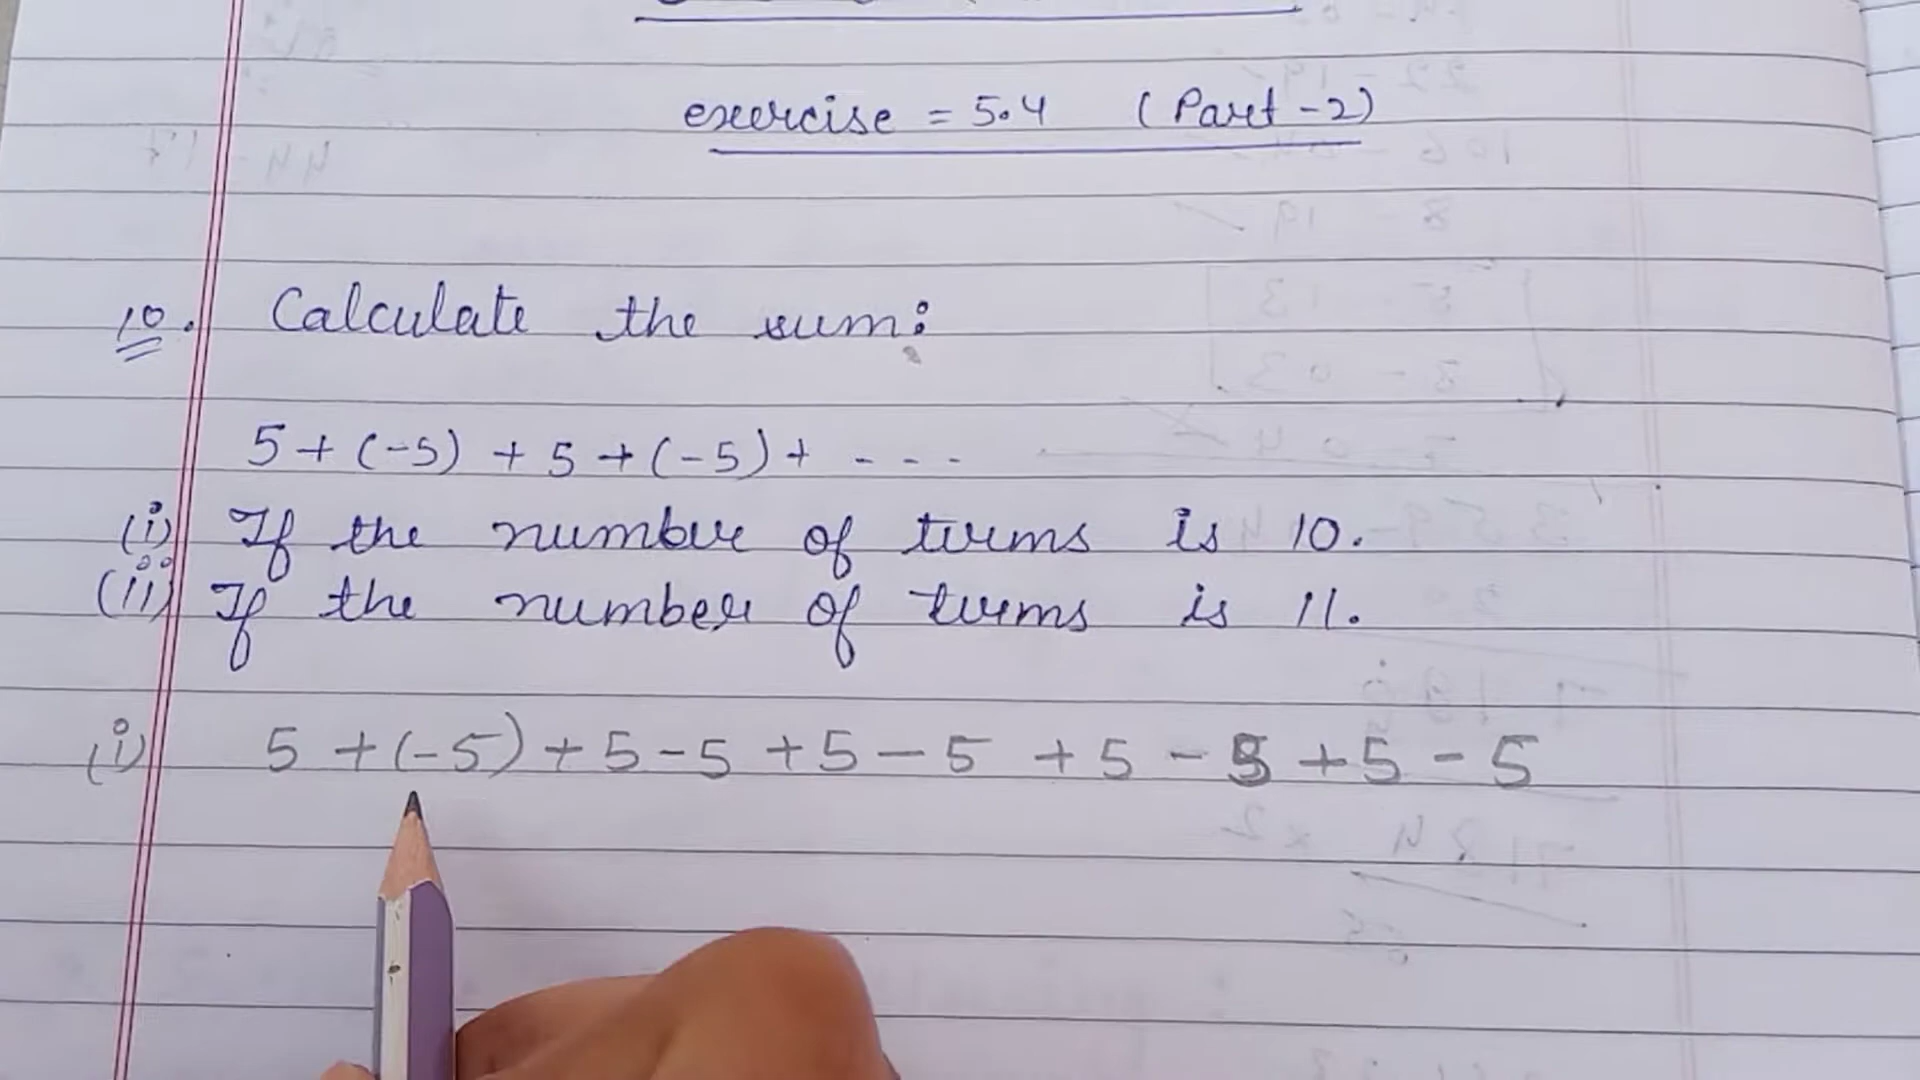 exercise = 5.4 (Part-2)
10. Calculate the sum:
5 + (-5) + 5 + (-5) + - - -
(i) If the number of terms is 10.
(ii) If the number of terms is 11.
(i) 5 + (-5) + 5 - 5 + 5 - 5 + 5 - 5 + 5 - 5